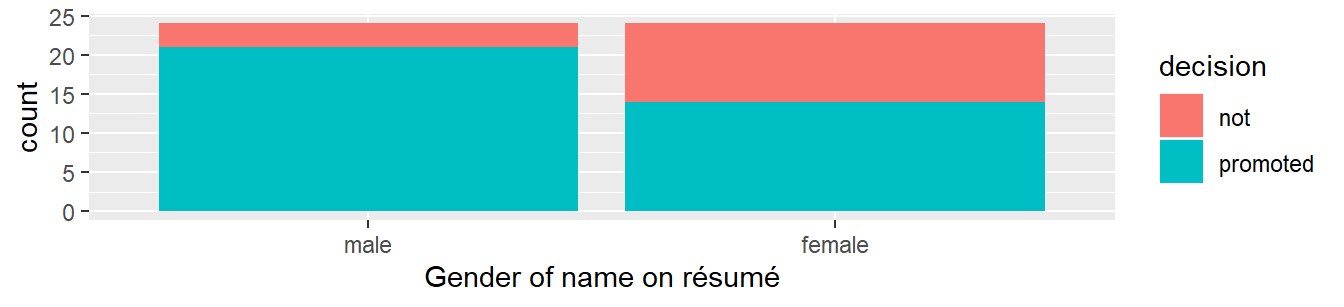 25
20
15
10
5
0
count
male
female
Gender of name on résumé
decision
not
promoted